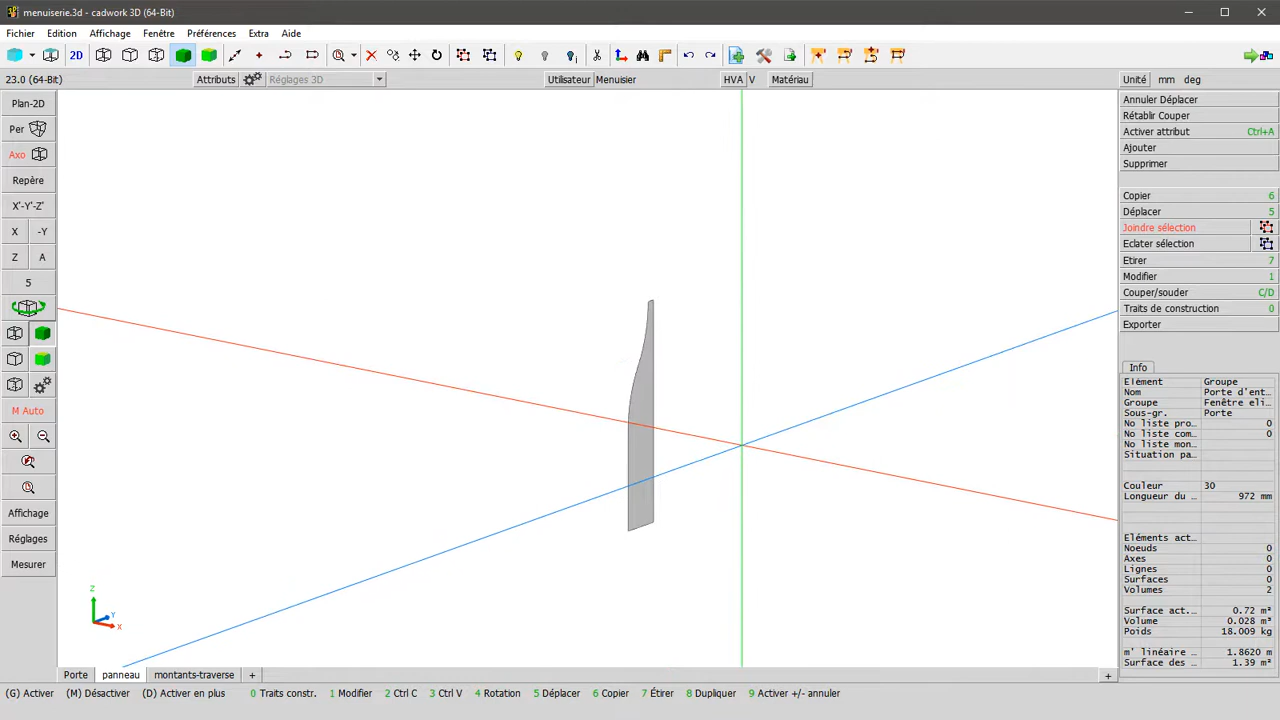 menuiserie.3d - cadwork 3D (64-Bit)
Fichier Edition Affichage Fenêtre Préférences Extra Aide
2D
23.0 (64-Bit) Attributs Réglages 3D Utilisateur Menuisier HVA V Matériau Unité mm deg
Plan-2D
Per
Axo
Repère
X'-Y'-Z'
X -Y
Z A
5
M Auto
Affichage
Réglages
Mesurer
Z
Y
X
Annuler Déplacer
Rétablir Couper
Activer attribut Ctrl+A
Ajouter
Supprimer
Copier 6
Déplacer 5
Joindre sélection
Eclater sélection
Etirer 7
Modifier 1
Couper/souder C/D
Traits de construction 0
Exporter
Info
Elément Groupe
Nom Porte d'ent...
Groupe Fenêtre eli...
Sous-gr. Porte
No liste pro... 0
No liste com... 0
No liste mon...
Situation pa...
Couleur 30
Longueur du ... 972 mm
Eléments act...
Noeuds 0
Axes 0
Lignes 0
Surfaces 0
Volumes 2
Surface act... 0.72 m²
Volume 0.028 m³
Poids 18.009 kg
m' linéaire ... 1.8620 m
Surface des ... 1.39 m²
Porte panneau montants-traverse + +
(G) Activer (M) Désactiver (D) Activer en plus 0 Traits constr. 1 Modifier 2 Ctrl C 3 Ctrl V 4 Rotation 5 Déplacer 6 Copier 7 Étirer 8 Dupliquer 9 Activer +/- annuler